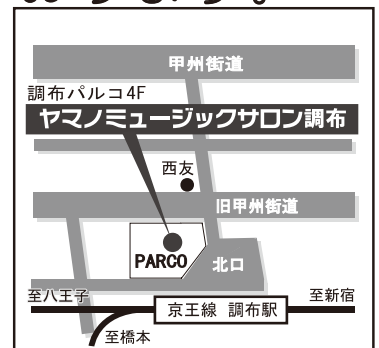 甲州街道
調布パルコ4F
ヤマノミュージックサロン調布
西友
旧甲州街道
PARCO
北口
至八王子
京王線 調布駅
至新宿
至橋本